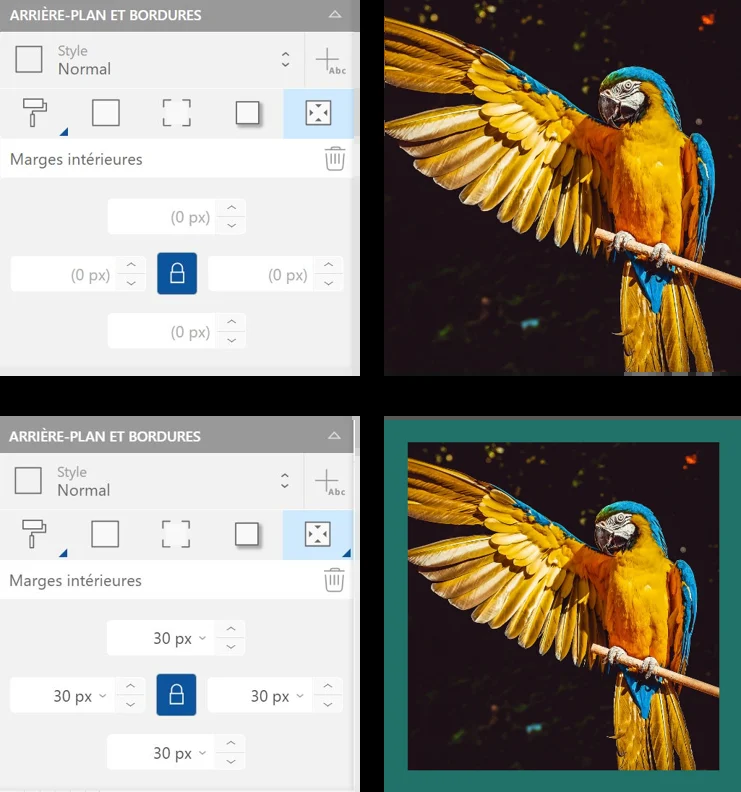 ARRIÈRE-PLAN ET BORDURES
Style
Normal
Abc
Marges intérieures
(0 px)
(0 px)
(0 px)
(0 px)
ARRIÈRE-PLAN ET BORDURES
Style
Normal
Abc
Marges intérieures
30 px
30 px
30 px
30 px